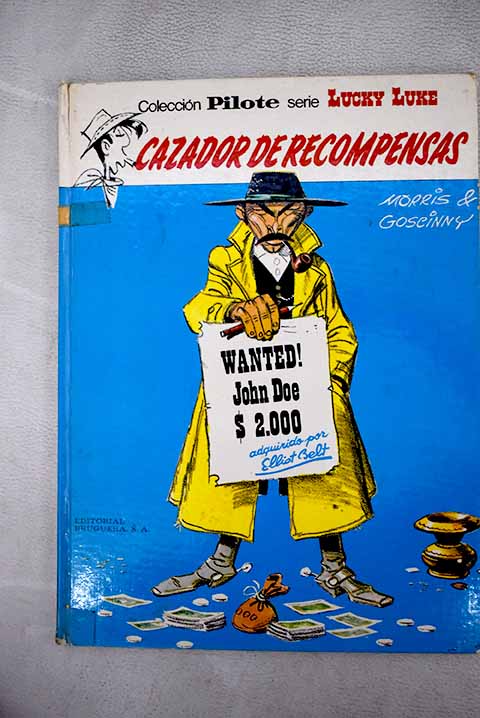 Colección Pilote serie LUCKY LUKE
CAZADOR DE RECOMPENSAS
MORRIS &
GOSCINNY
WANTED!
John Doe
$ 2.000
adquirido por
Elliot Belt
EDITORIAL
BRUGUERA, S. A.